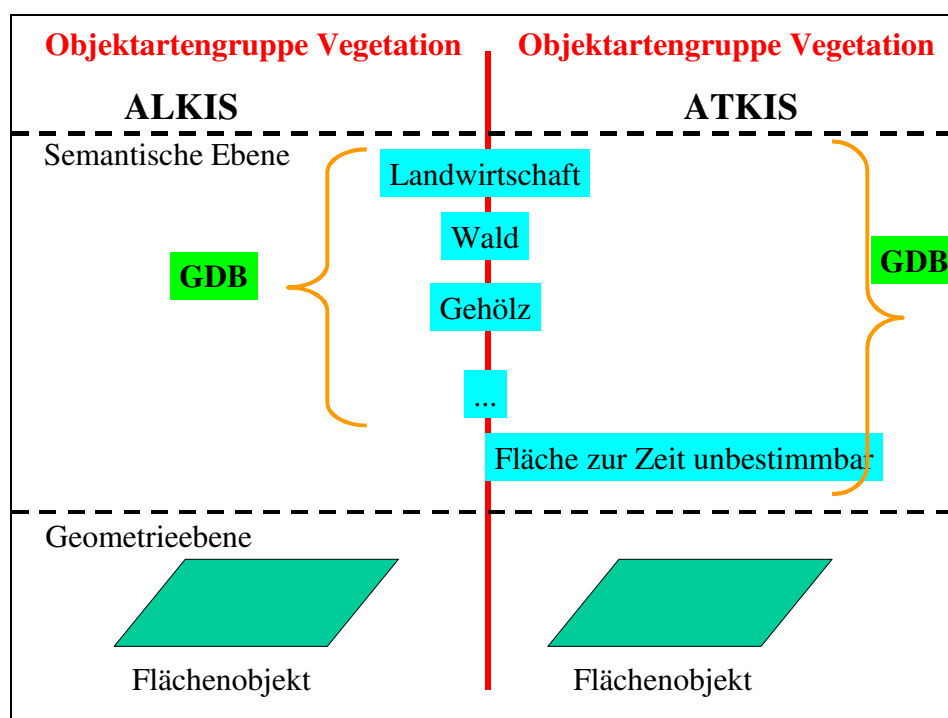 Objektartengruppe Vegetation
Objektartengruppe Vegetation
ALKIS
ATKIS
Semantische Ebene
Landwirtschaft
Wald
GDB
GDB
Gehölz
...
Fläche zur Zeit unbestimmbar
Geometrieebene
Flächenobjekt
Flächenobjekt